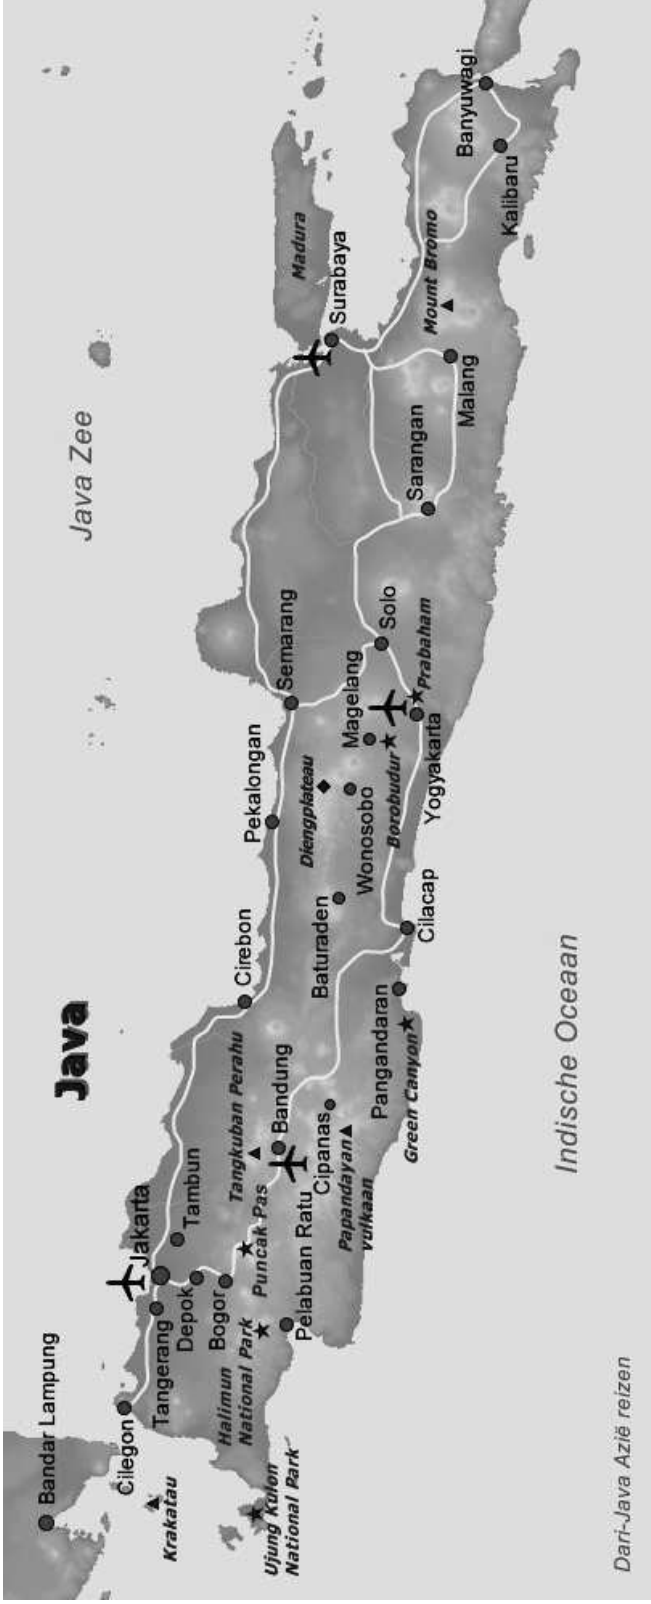 Java
Java Zee
Indische Oceaan
Bandar Lampung
Cilegon
Krakatau
Ujung Kulon
National Park
Tangerang
Jakarta
Depok
Bogor
Tambun
Halimun
National Park
Puncak Pas
Pelabuan Ratu
Tangkuban Perahu
Bandung
Cipanas
Papandayan
vulkaan
Cirebon
Pangandaran
Green Canyon
Cilacap
Baturaden
Pekalongan
Diengplateau
Wonosobo
Semarang
Magelang
Borobudur
Yogyakarta
Prabaham
Solo
Sarangan
Malang
Surabaya
Madura
Mount Bromo
Kalibaru
Banyuwagi
Dari-Java Azië reizen